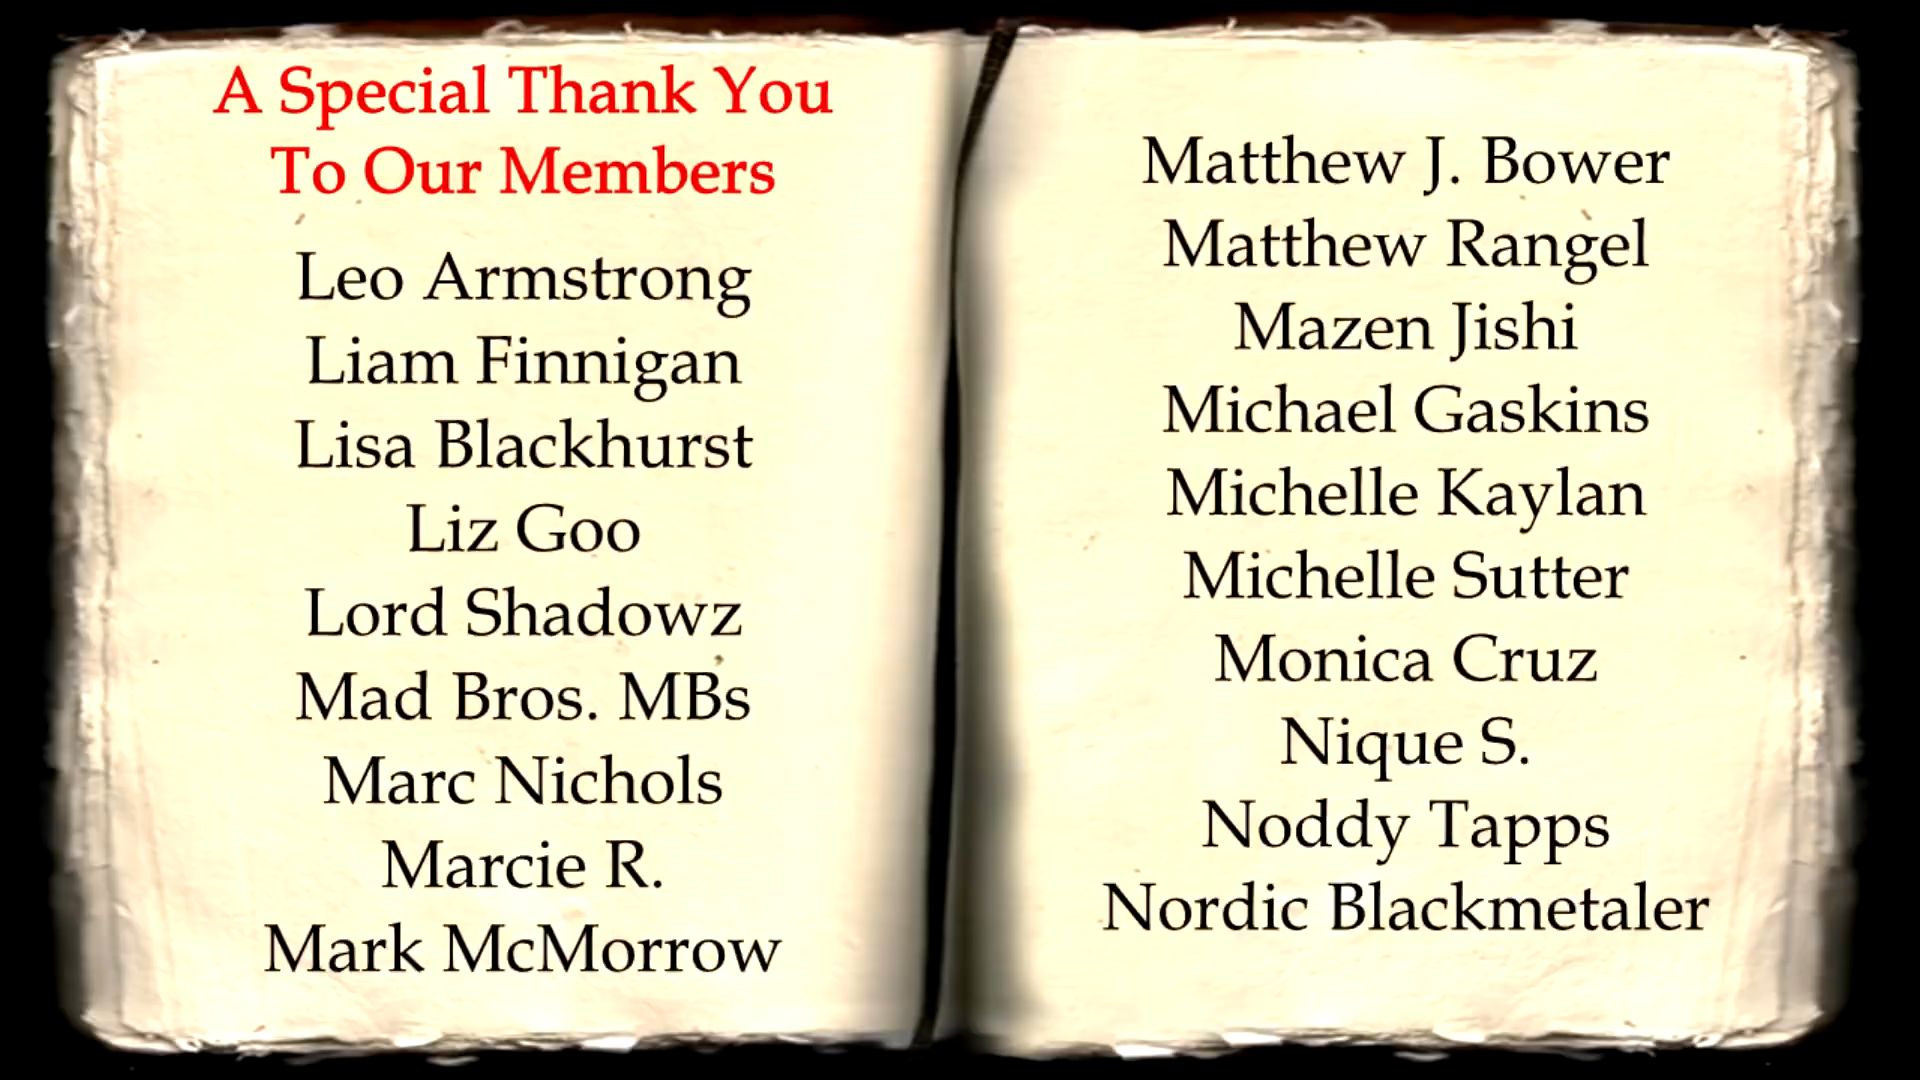 A Special Thank You
To Our Members
Leo Armstrong
Liam Finnigan
Lisa Blackhurst
Liz Goo
Lord Shadowz
Mad Bros. MBs
Marc Nichols
Marcie R.
Mark McMorrow
Matthew J. Bower
Matthew Rangel
Mazen Jishi
Michael Gaskins
Michelle Kaylan
Michelle Sutter
Monica Cruz
Nique S.
Noddy Tapps
Nordic Blackmetaler